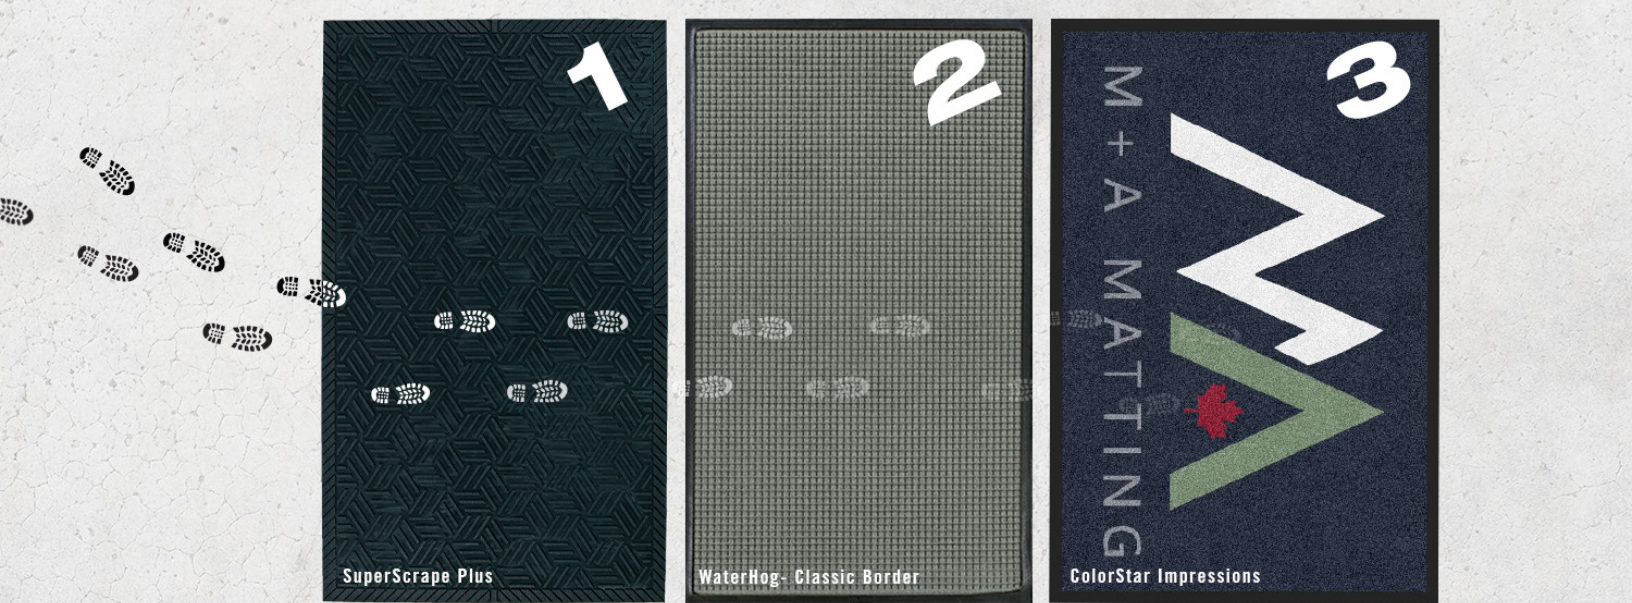 1
2
3
M+A MATTING
SuperScrape Plus
WaterHog- Classic Border
ColorStar Impressions